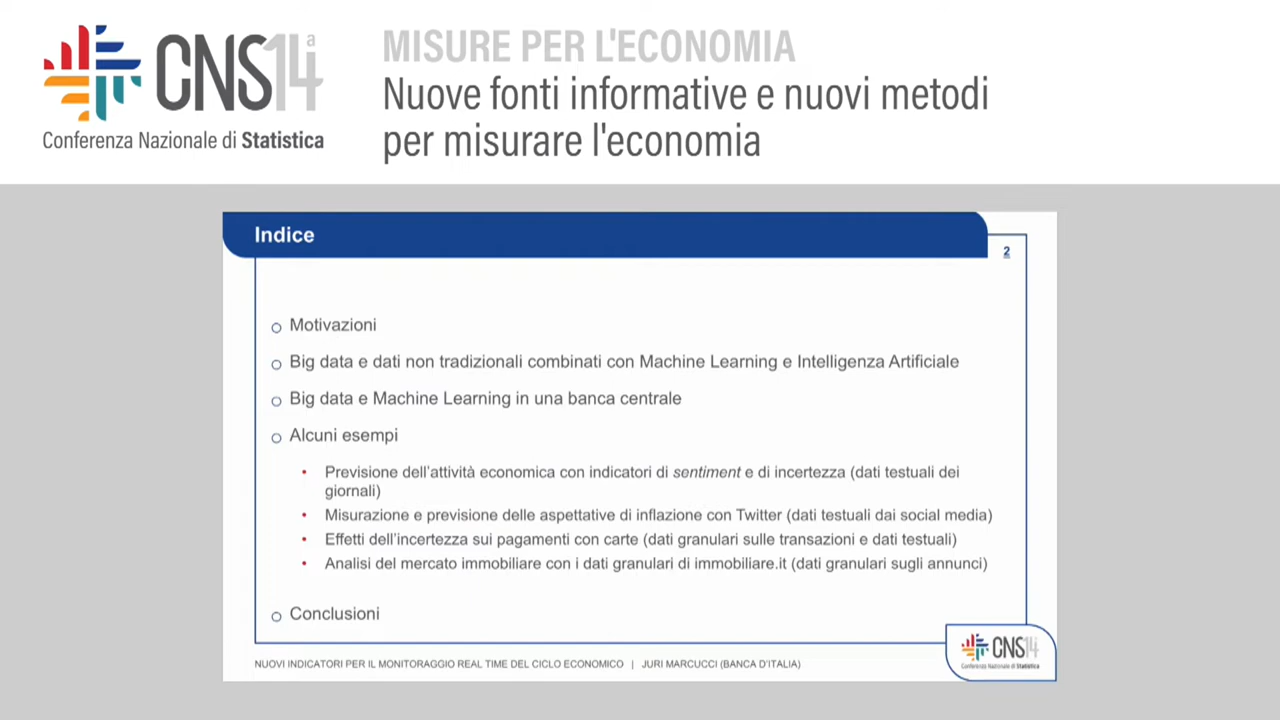 CNS14a
Conferenza Nazionale di Statistica
MISURE PER L'ECONOMIA
Nuove fonti informative e nuovi metodi
per misurare l'economia
Indice
2
Motivazioni
Big data e dati non tradizionali combinati con Machine Learning e Intelligenza Artificiale
Big data e Machine Learning in una banca centrale
Alcuni esempi
Previsione dell'attività economica con indicatori di sentiment e di incertezza (dati testuali dei
giornali)
Misurazione e previsione delle aspettative di inflazione con Twitter (dati testuali dai social media)
Effetti dell'incertezza sui pagamenti con carte (dati granulari sulle transazioni e dati testuali)
Analisi del mercato immobiliare con i dati granulari di immobiliare.it (dati granulari sugli annunci)
Conclusioni
NUOVI INDICATORI PER IL MONITORAGGIO REAL TIME DEL CICLO ECONOMICO | JURI MARCUCCI (BANCA D'ITALIA)
CNS14a
Conferenza Nazionale di Statistica